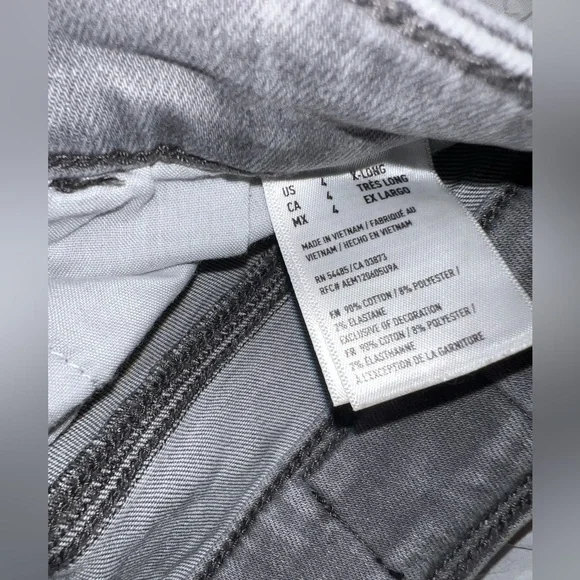 US 4 X-LONG
CA 4 TRÈS LONG
MX 4 EX LARGO
MADE IN VIETNAM / FABRIQUÉ AU
VIETNAM / HECHO EN VIETNAM
RN 54485 / CA 03873
RFC# AEM120605U9A
EN 90% COTTON / 8% POLYESTER /
2% ELASTANE
EXCLUSIVE OF DECORATION
FR 90% COTON / 8% POLYESTER /
2% ÉLASTHANNE
À L'EXCEPTION DE LA GARNITURE